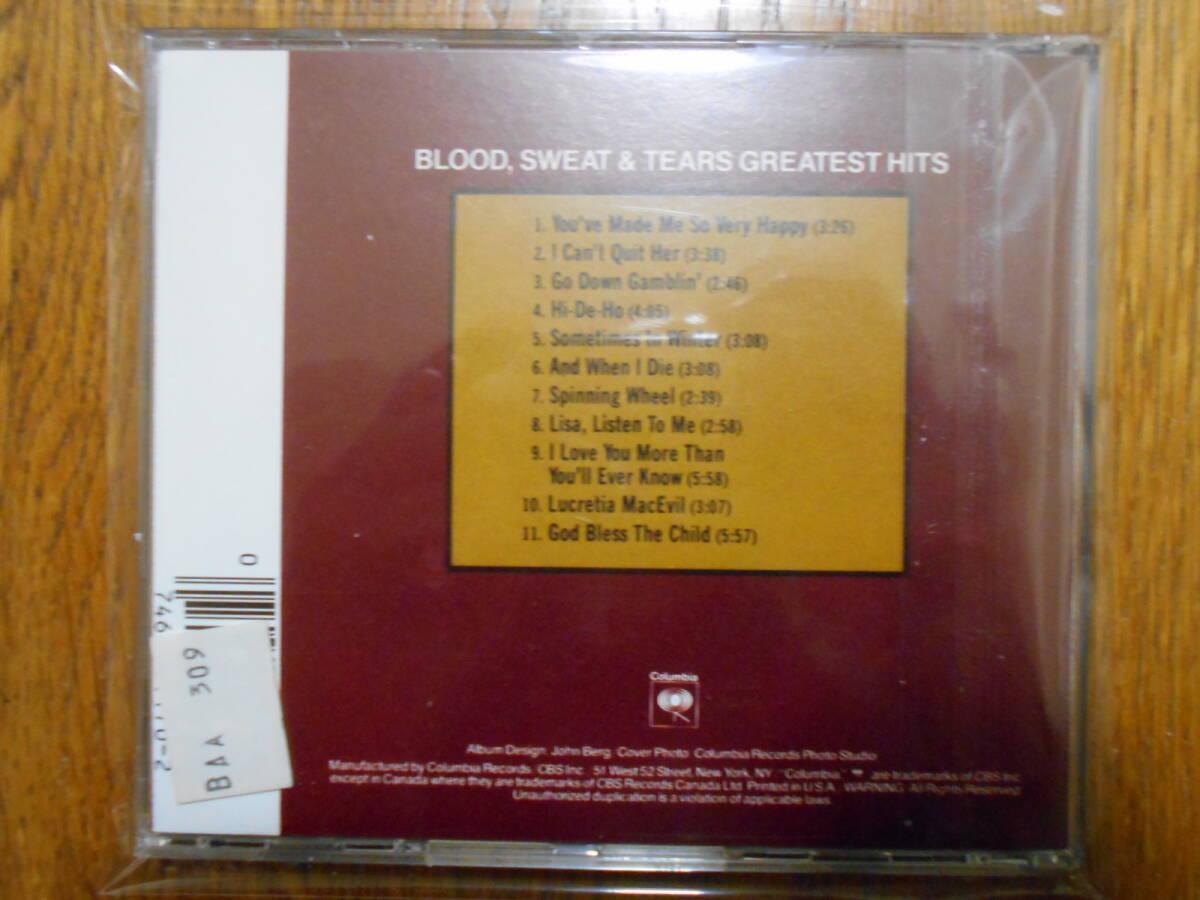 BLOOD, SWEAT & TEARS GREATEST HITS
1. You've Made Me So Very Happy (3:26)
2. I Can't Quit Her (3:38)
3. Go Down Gamblin' (2:46)
4. Hi-De-Ho (4:05)
5. Sometimes In Winter (3:08)
6. And When I Die (3:08)
7. Spinning Wheel (2:39)
8. Lisa, Listen To Me (2:58)
9. I Love You More Than
You'll Ever Know (5:58)
10. Lucretia MacEvil (3:07)
11. God Bless The Child (5:57)
Columbia
Album Design: John Berg Cover Photo: Columbia Records Photo Studio
Manufactured by Columbia Records/CBS Inc./51 West 52 Street, New York, NY/"Columbia," are trademarks of CBS Inc.
except in Canada where they are trademarks of CBS Records Canada Ltd./Printed in U.S.A./WARNING: All Rights Reserved.
Unauthorized duplication is a violation of applicable laws.
0
746
BAA 309